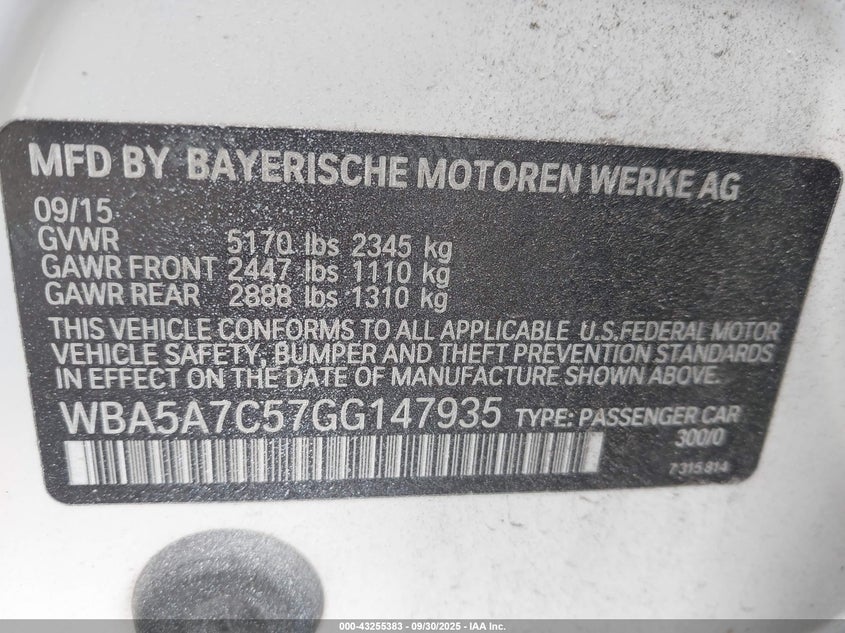 MFD BY BAYERISCHE MOTOREN WERKE AG
09/15
GVWR 5170 lbs 2345 kg
GAWR FRONT 2447 lbs 1110 kg
GAWR REAR 2888 lbs 1310 kg
THIS VEHICLE CONFORMS TO ALL APPLICABLE U.S.FEDERAL MOTOR
VEHICLE SAFETY, BUMPER AND THEFT PREVENTION STANDARDS
IN EFFECT ON THE DATE OF MANUFACTURE SHOWN ABOVE.
WBA5A7C57GG147935 TYPE: PASSENGER CAR
300/0
7 315 814
000-43255383 - 09/30/2025 - IAA Inc.